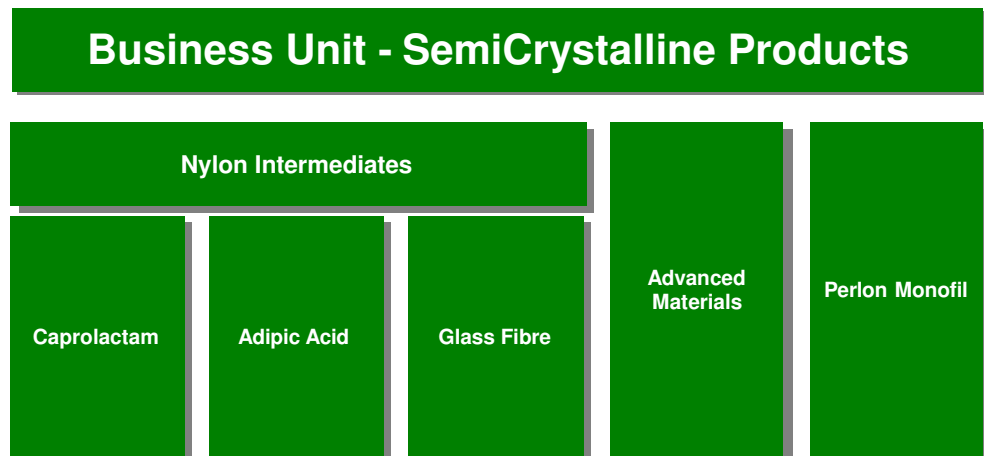 Business Unit - SemiCrystalline Products
Nylon Intermediates
Caprolactam
Adipic Acid
Glass Fibre
Advanced
Materials
Perlon Monofil